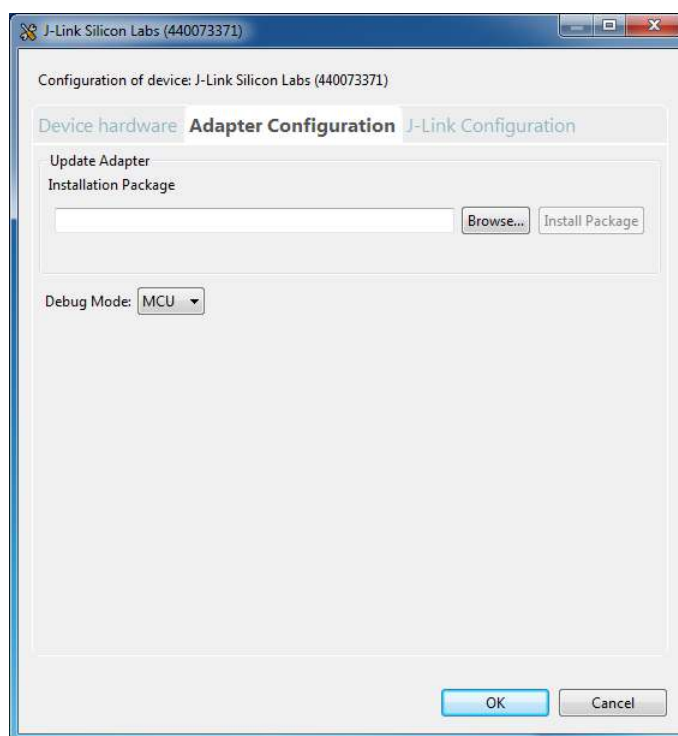 J-Link Silicon Labs (440073371)
Configuration of device: J-Link Silicon Labs (440073371)
Device hardware Adapter Configuration J-Link Configuration
Update Adapter
Installation Package
Browse... Install Package
Debug Mode: MCU
OK Cancel